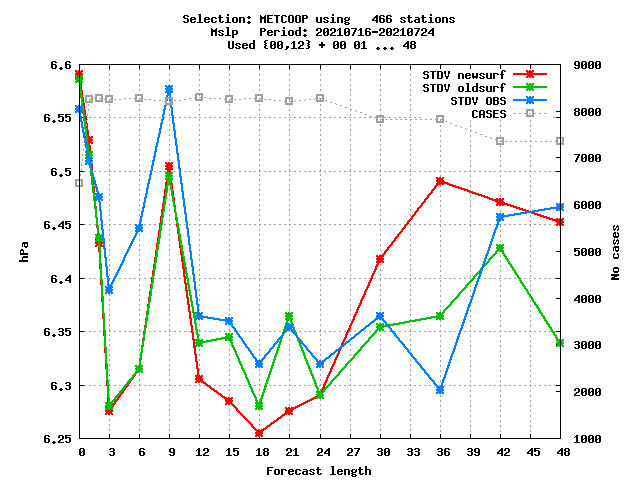 Selection: METCOOP using   466 stations
Mslp   Period: 20210716-20210724
Used {00,12} + 00 01 ... 48
STDV newsurf
STDV oldsurf
STDV OBS
CASES
6.6
6.55
6.5
6.45
6.4
6.35
6.3
6.25
hPa
9000
8000
7000
6000
5000
4000
3000
2000
1000
No cases
0 3 6 9 12 15 18 21 24 27 30 33 36 39 42 45 48
Forecast length